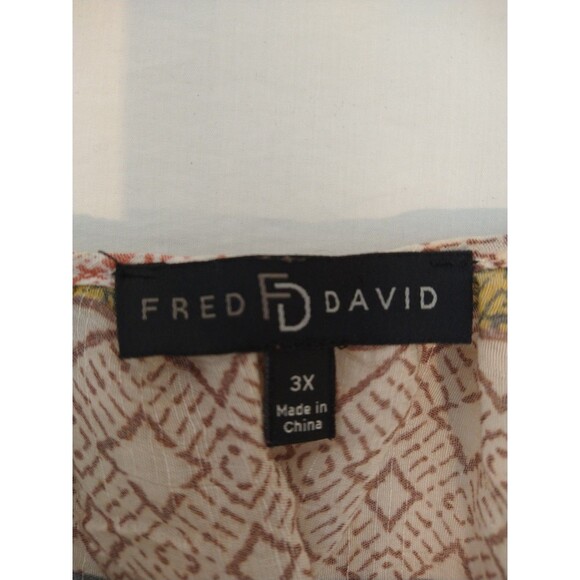 FRED FD DAVID
3X
Made in
China